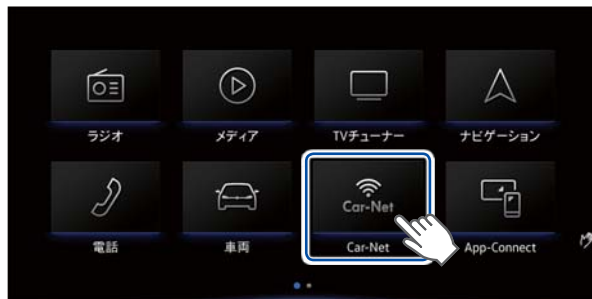 ラジオ
メディア
TVチューナー
ナビゲーション
Car-Net
電話
車両
Car-Net
App-Connect